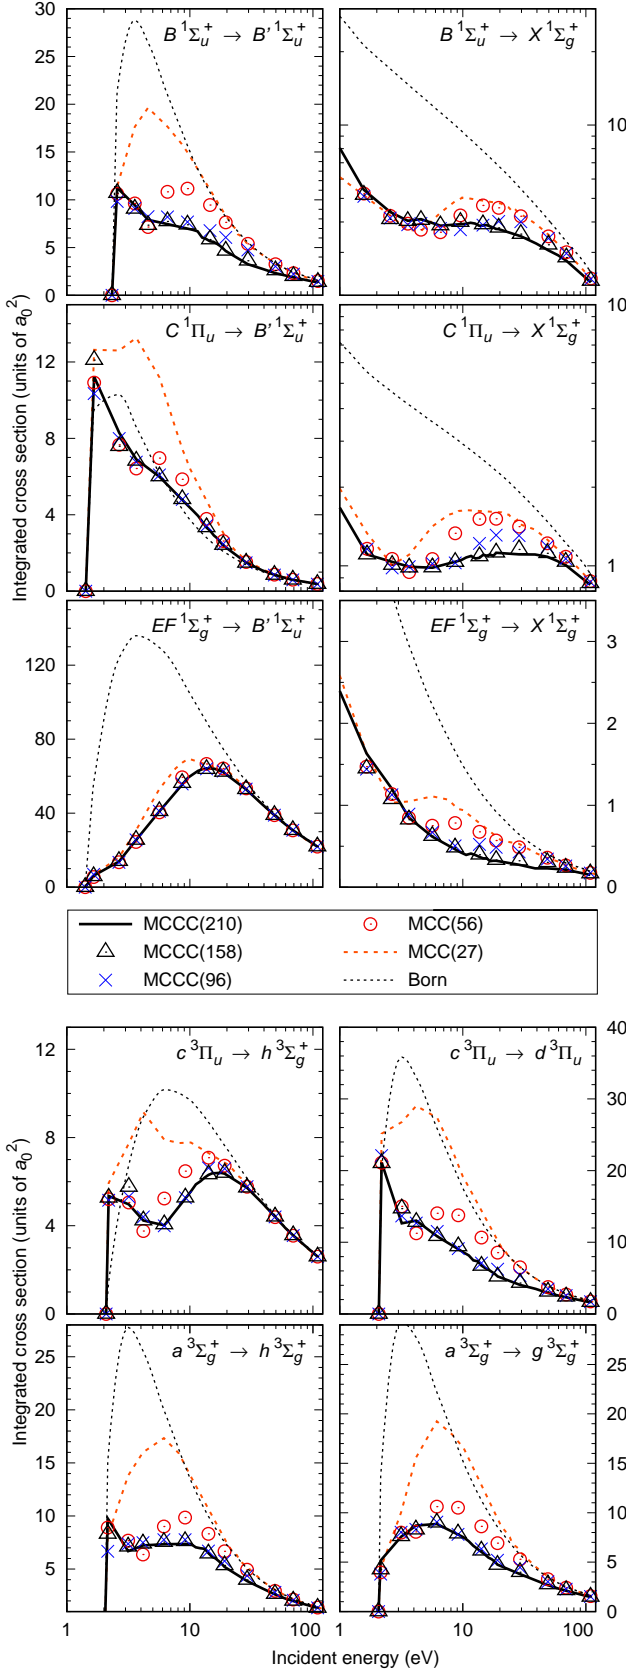 B ¹Σᵤ⁺ → B' ¹Σᵤ⁺
B ¹Σᵤ⁺ → X ¹Σg⁺
30
25
20
15
10
5
0
10
C ¹Πᵤ → B' ¹Σᵤ⁺
C ¹Πᵤ → X ¹Σg⁺
12
8
4
0
10
1
Integrated cross section (units of a₀²)
EF ¹Σg⁺ → B' ¹Σᵤ⁺
EF ¹Σg⁺ → X ¹Σg⁺
120
80
40
0
3
2
1
0
MCCC(210)
MCC(56)
MCCC(158)
MCC(27)
MCCC(96)
Born
c ³Πᵤ → h ³Σg⁺
c ³Πᵤ → d ³Πᵤ
12
8
4
0
40
30
20
10
0
Integrated cross section (units of a₀²)
a ³Σg⁺ → h ³Σg⁺
a ³Σg⁺ → g ³Σg⁺
25
20
15
10
5
25
20
15
10
5
0
1 10 100
1 10 100
Incident energy (eV)